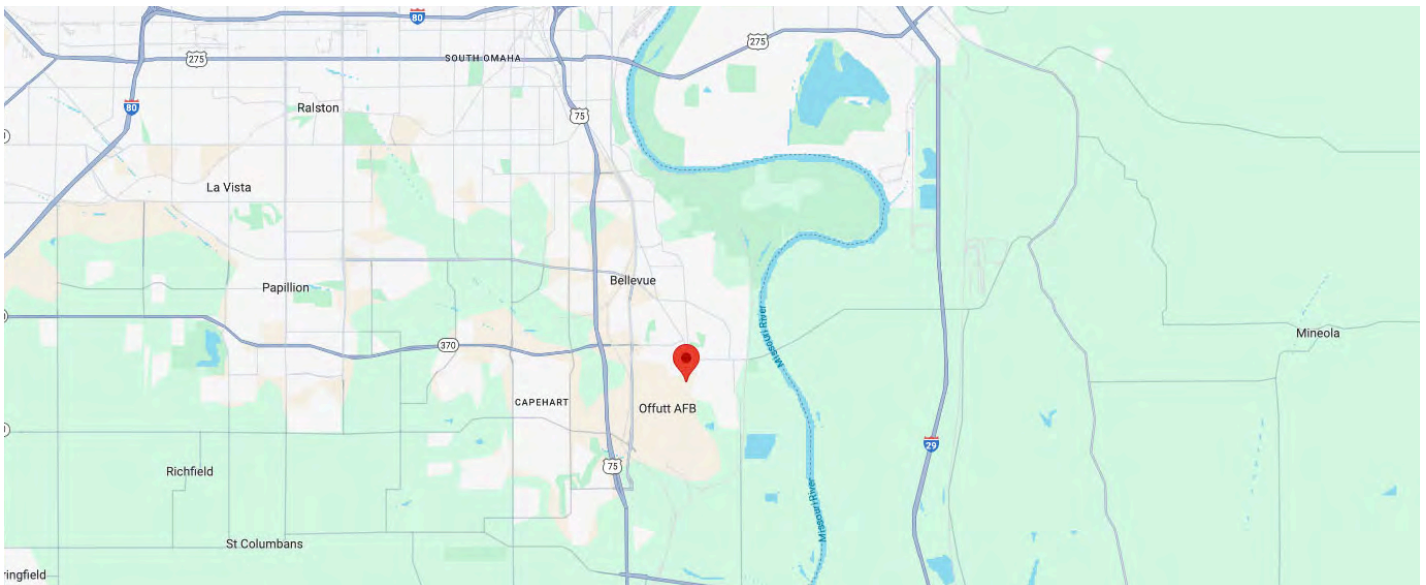 80
275
275
SOUTH OMAHA
80
Ralston
75
La Vista
Bellevue
Papillion
Missouri River
Mineola
370
CAPEHART
Offutt AFB
29
Richfield
75
Missouri River
St Columbans
ringfield